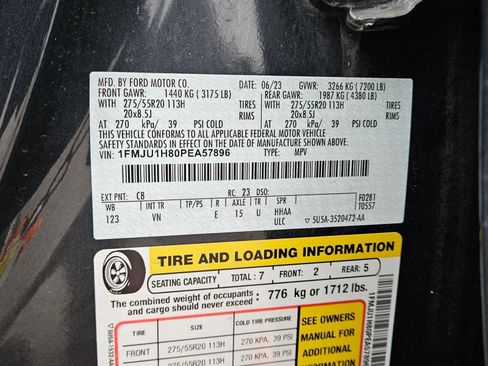 MFD. BY FORD MOTOR CO. 06/23 GVWR: 3266 KG ( 7200 LB)
FRONT GAWR: 1440 KG ( 3175 LB) REAR GAWR: 1987 KG ( 4380 LB)
WITH 275/55R20 113H TIRES WITH 275/55R20 113H TIRES
20x8.5J RIMS 20x8.5J RIMS
AT 270 kPa/ 39 PSI COLD AT 270 kPa/ 39 PSI COLD
THIS VEHICLE CONFORMS TO ALL APPLICABLE FEDERAL MOTOR VEHICLE
SAFETY STANDARDS IN EFFECT ON THE DATE OF MANUFACTURE SHOWN ABOVE.
VIN: 1FMJU1H80PEA57896 TYPE: MPV
EXT PNT: C8 RC: 23 DSO: F0281
WB INT TR TP/PS R AXLE TR SPR T0557
123 VN E 15 U HHAA
ULC ▽ 5U5A-3520472-AA
TIRE AND LOADING INFORMATION
SEATING CAPACITY TOTAL : 7 FRONT: 2 REAR: 5
The combined weight of occupants : 776 kg or 1712 lbs.
and cargo should never exceed
TIRE SIZE COLD TIRE PRESSURE
FRONT 275/55R20 113H 270 KPA, 39 PSI
275/55R20 113H 270 KPA, 39 PSI
SEE OWNERS
MANUAL FOR
ADDITIONAL